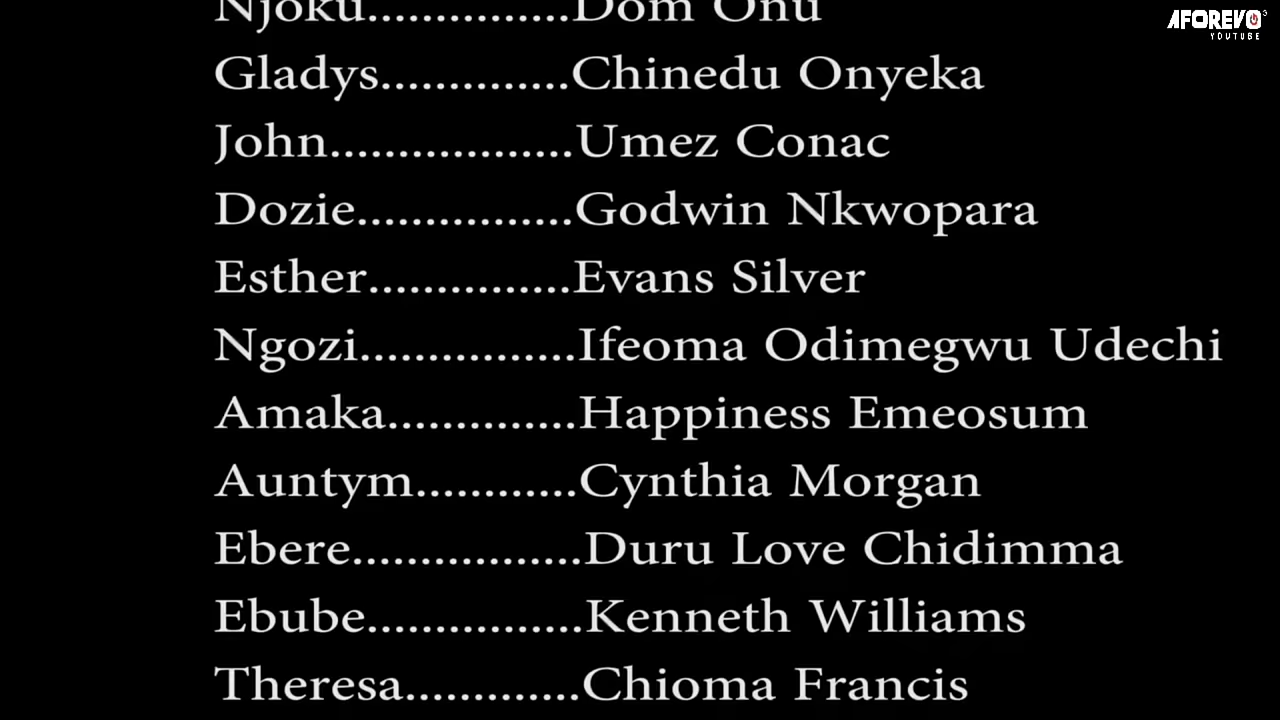 Njoku...............Dom Onu
Gladys..............Chinedu Onyeka
John..................Umez Conac
Dozie................Godwin Nkwopara
Esther...............Evans Silver
Ngozi................Ifeoma Odimegwu Udechi
Amaka..............Happiness Emeosum
Auntym............Cynthia Morgan
Ebere.................Duru Love Chidimma
Ebube................Kenneth Williams
Theresa.............Chioma Francis
AFOREVO
YOUTUBE